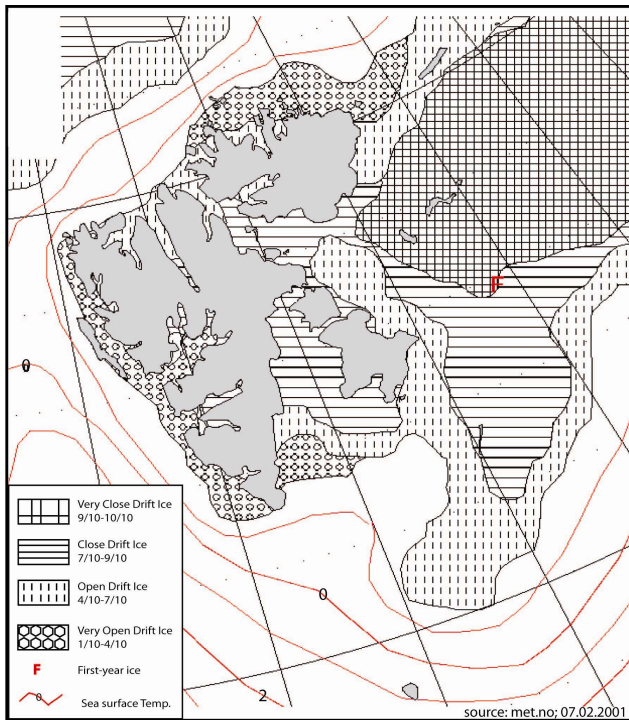 F
0
0
2
Very Close Drift Ice
9/10-10/10
Close Drift Ice
7/10-9/10
Open Drift Ice
4/10-7/10
Very Open Drift Ice
1/10-4/10
F First-year ice
0 Sea surface Temp.
source: met.no; 07.02.2001